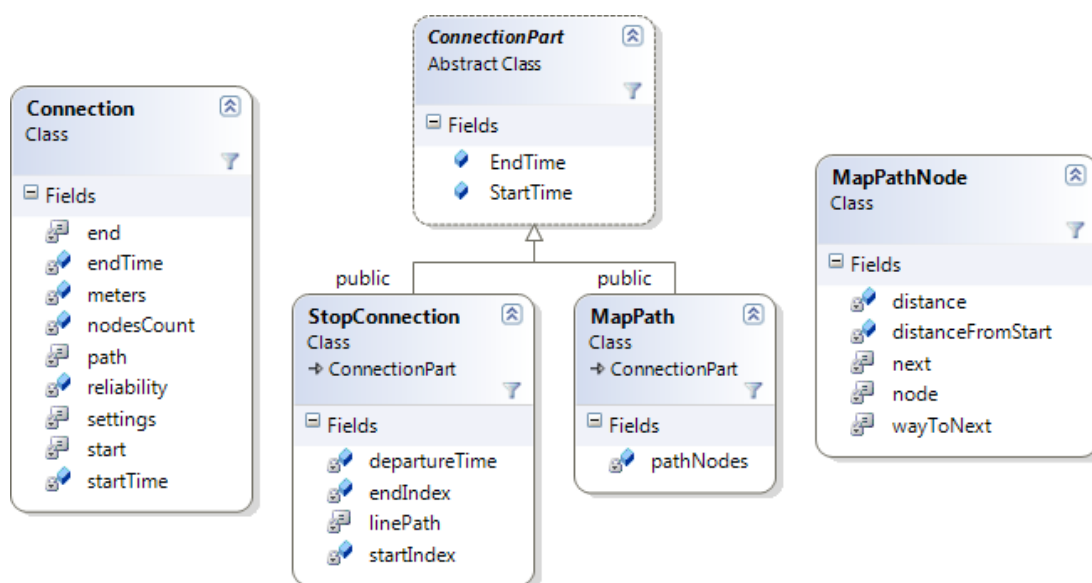 Connection
Class
Fields
end
endTime
meters
nodesCount
path
reliability
settings
start
startTime
ConnectionPart
Abstract Class
Fields
EndTime
StartTime
public
public
StopConnection
Class
ConnectionPart
Fields
departureTime
endIndex
linePath
startIndex
MapPath
Class
ConnectionPart
Fields
pathNodes
MapPathNode
Class
Fields
distance
distanceFromStart
next
node
wayToNext